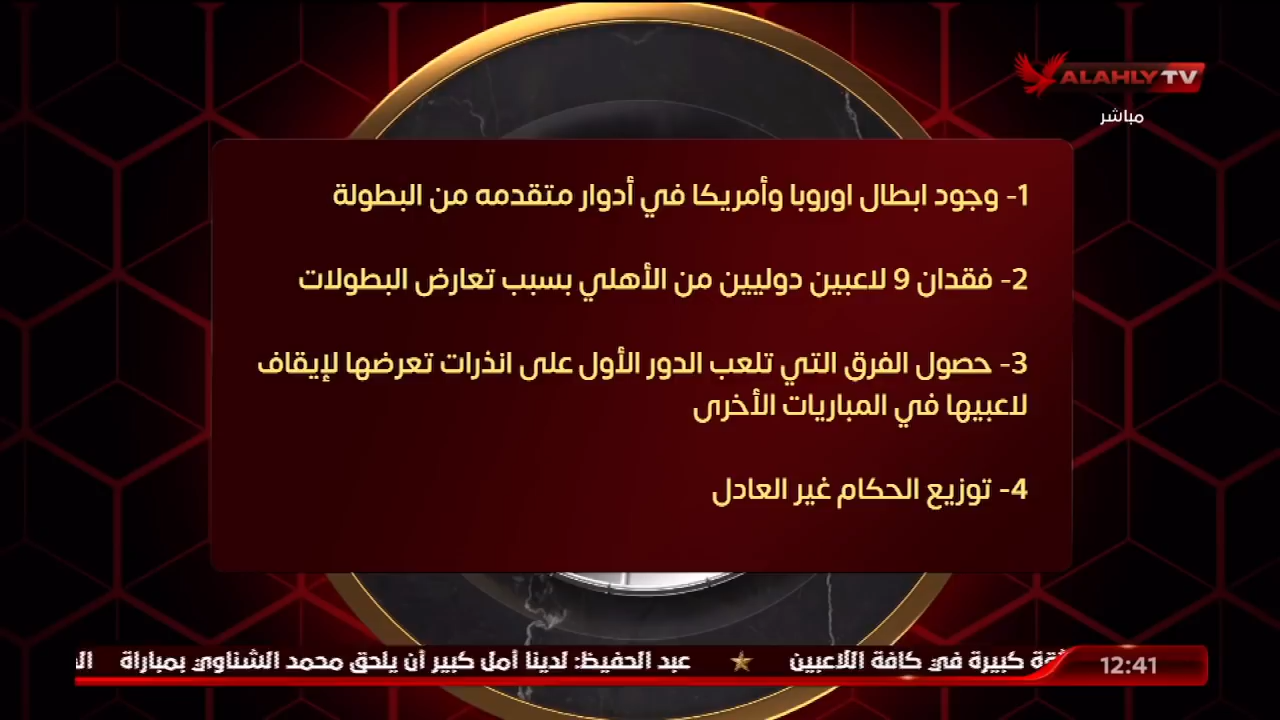 ALAHLY TV
مباشر
1- وجود ابطال اوروبا وأمريكا في أدوار متقدمه من البطولة
2- فقدان 9 لاعبين دوليين من الأهلي بسبب تعارض البطولات
3- حصول الفرق التي تلعب الدور الأول على انذرات تعرضها لإيقاف
لاعبيها في المباريات الأخرى
4- توزيع الحكام غير العادل
كبيرة في كافة اللاعبين ★ عبد الحفيظ: لدينا أمل كبير أن يلحق محمد الشناوي بمباراة
12:41